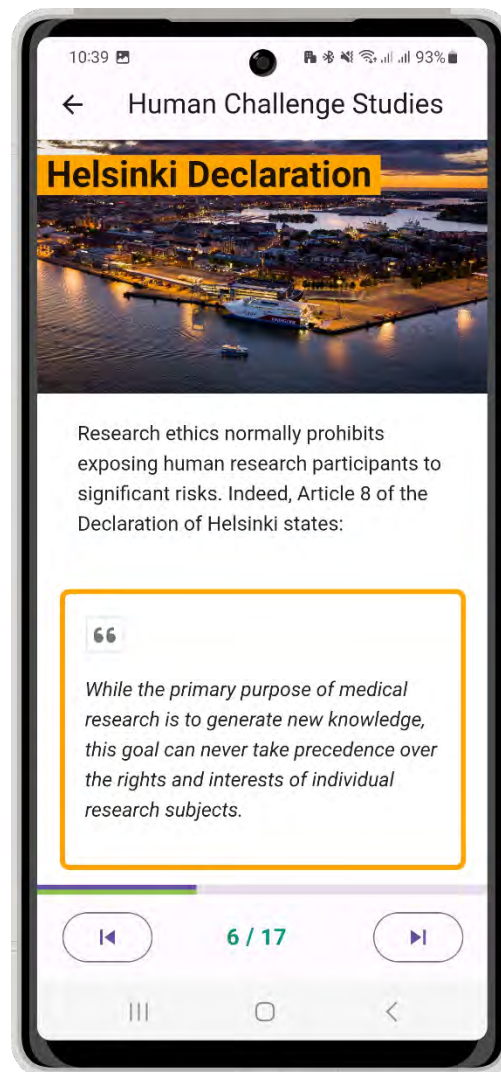 10:39
93%
Human Challenge Studies
Helsinki Declaration
Research ethics normally prohibits
exposing human research participants to
significant risks. Indeed, Article 8 of the
Declaration of Helsinki states:
While the primary purpose of medical
research is to generate new knowledge,
this goal can never take precedence over
the rights and interests of individual
research subjects.
6 / 17